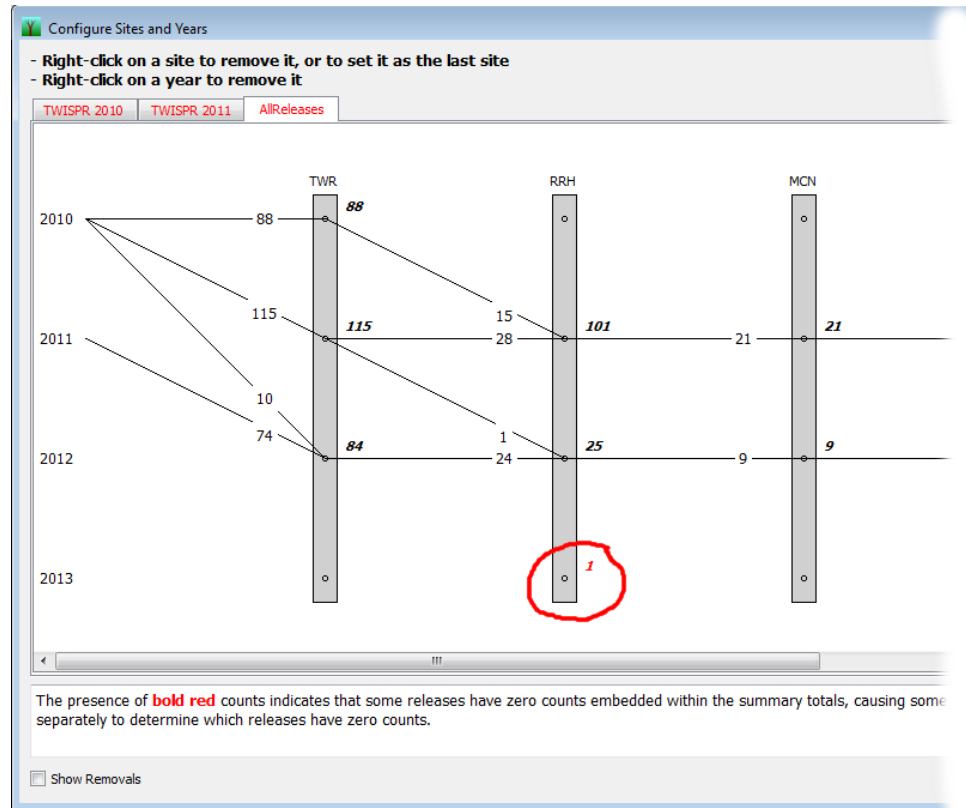 Configure Sites and Years
- Right-click on a site to remove it, or to set it as the last site
- Right-click on a year to remove it
TWISPR 2010 TWISPR 2011 AllReleases
TWR RRH MCN
88
2010 88
115 15
115 101 21
2011 28 21
10
74 1
84 25 9
2012 24 9
1
2013
The presence of bold red counts indicates that some releases have zero counts embedded within the summary totals, causing some
separately to determine which releases have zero counts.
Show Removals